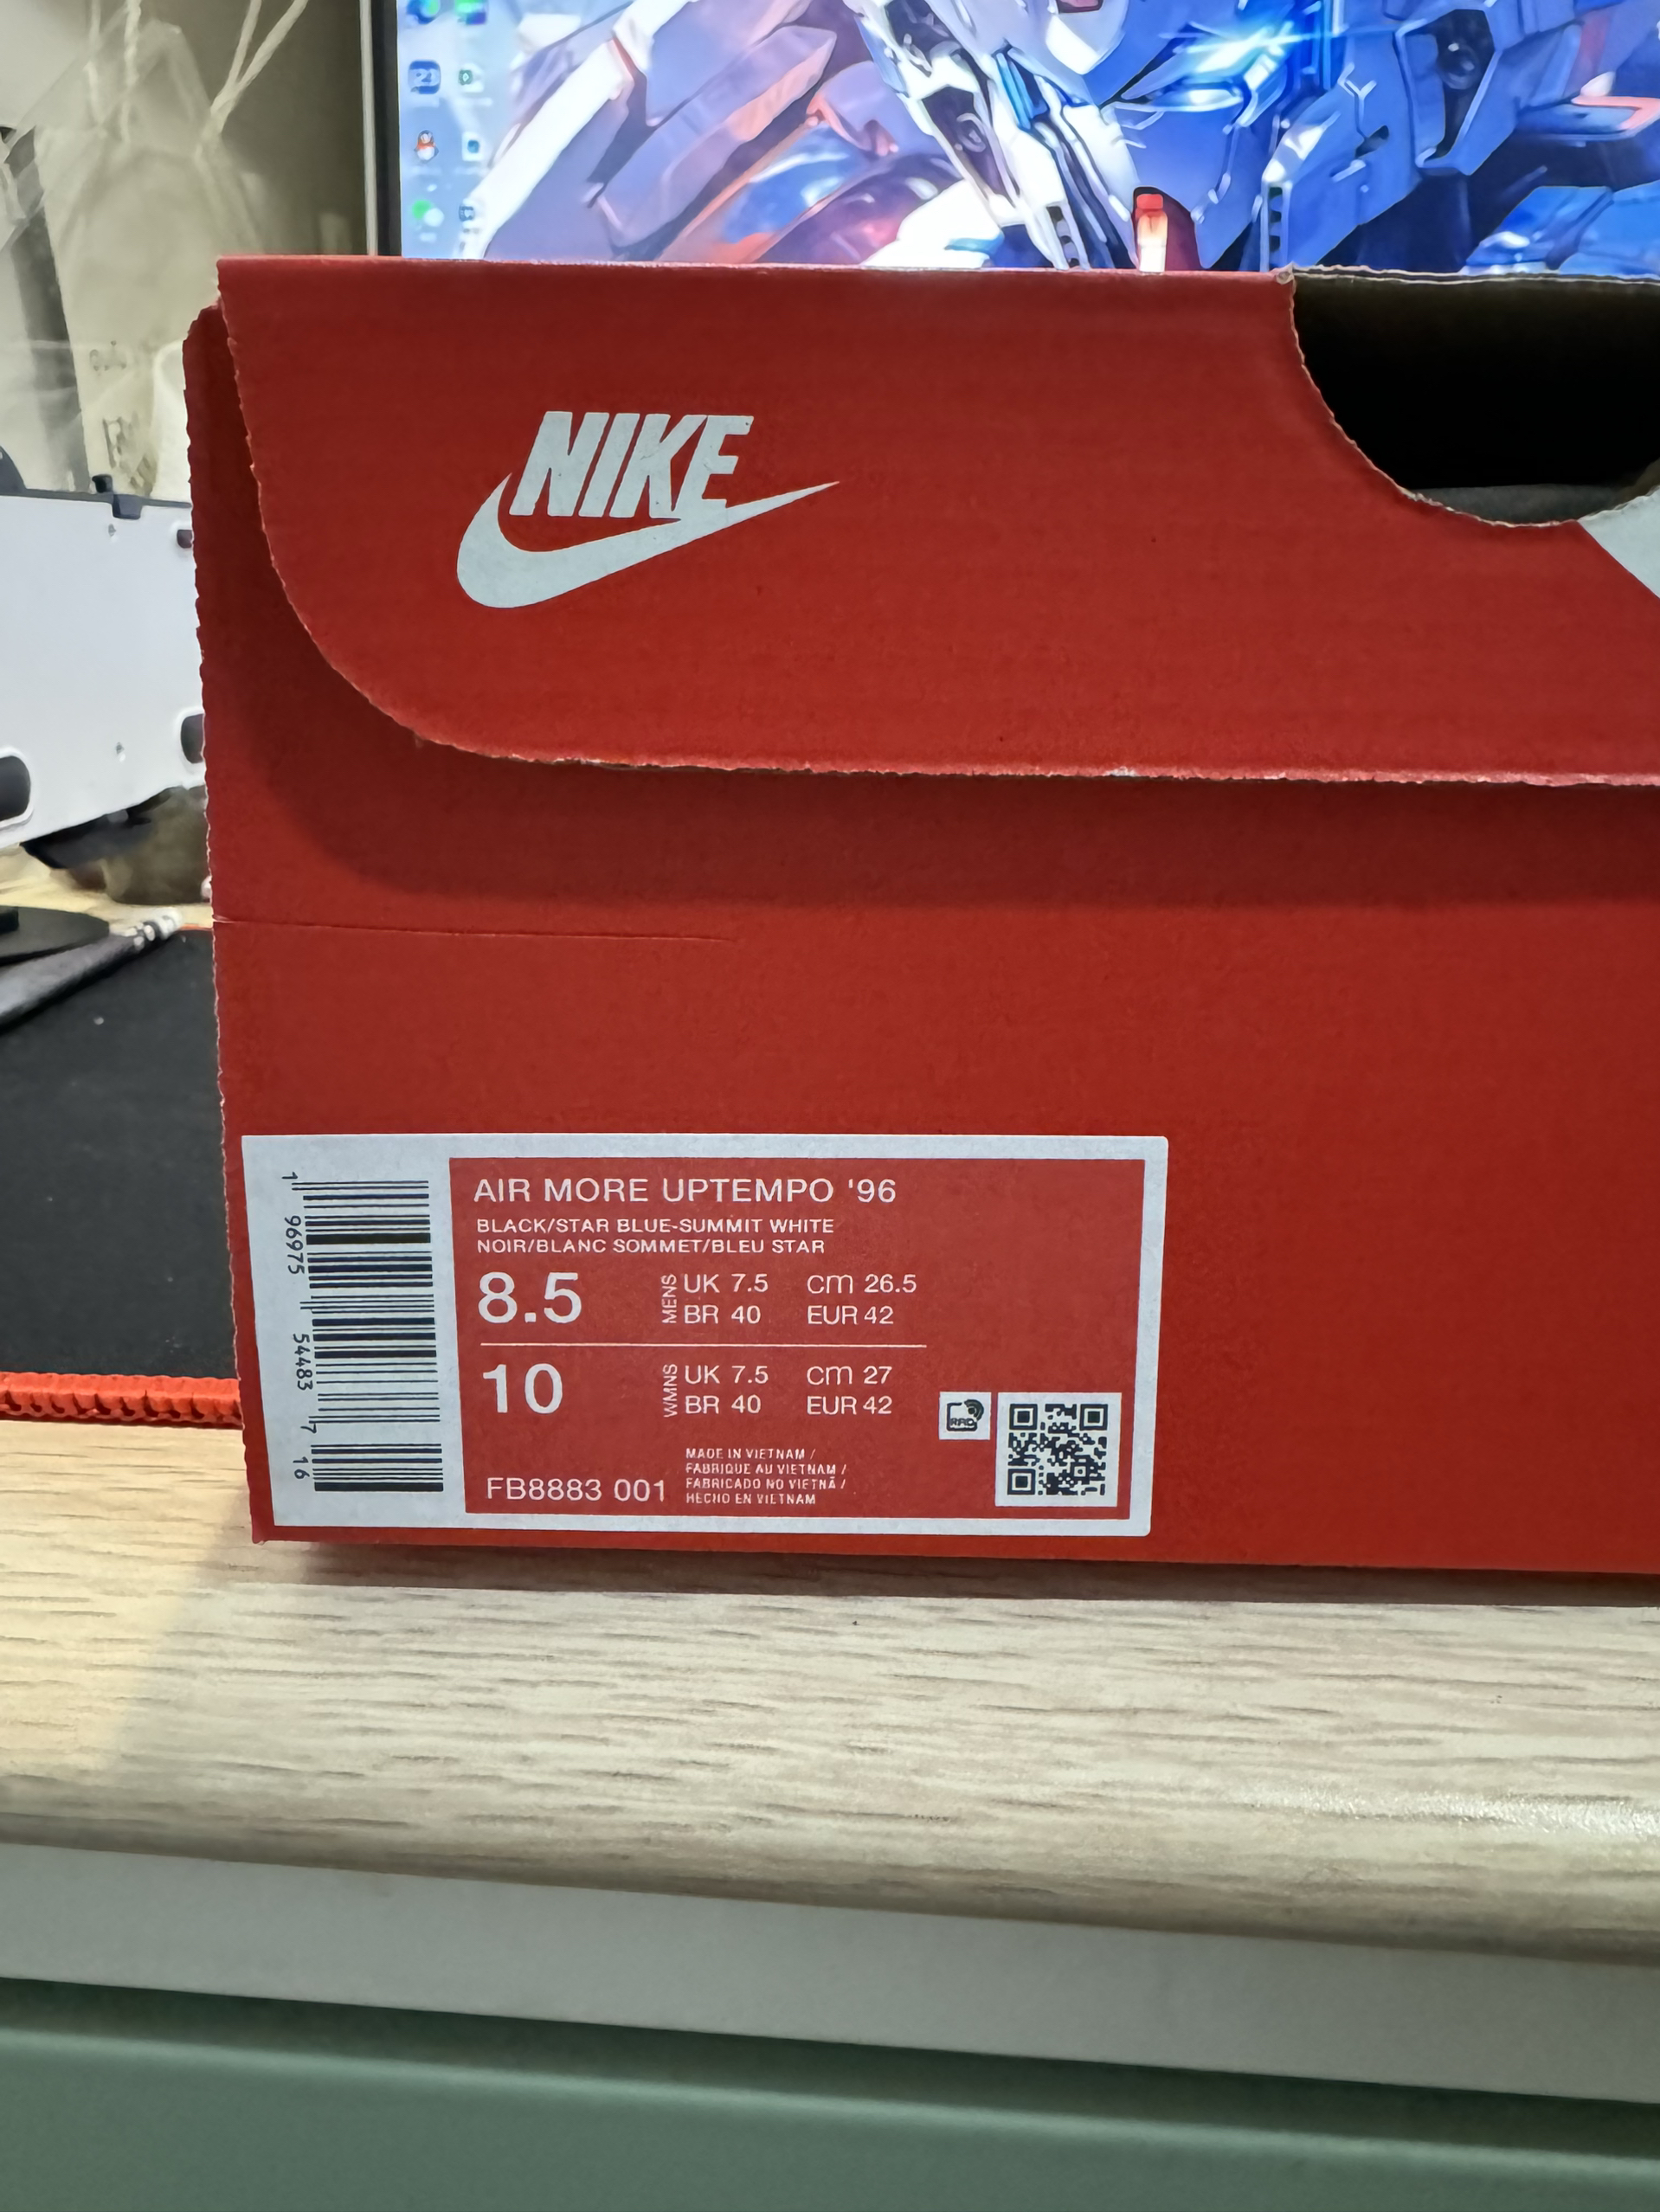 NIKE
AIR MORE UPTEMPO '96
BLACK/STAR BLUE-SUMMIT WHITE
NOIR/BLANC SOMMET/BLEU STAR
8.5 MENS UK 7.5 cm 26.5
BR 40 EUR 42
10 WMNS UK 7.5 cm 27
BR 40 EUR 42
FB8883 001
MADE IN VIETNAM /
FABRIQUE AU VIETNAM /
FABRICADO NO VIETNÃ /
HECHO EN VIETNAM
RFID
1 96975 54483 7 16